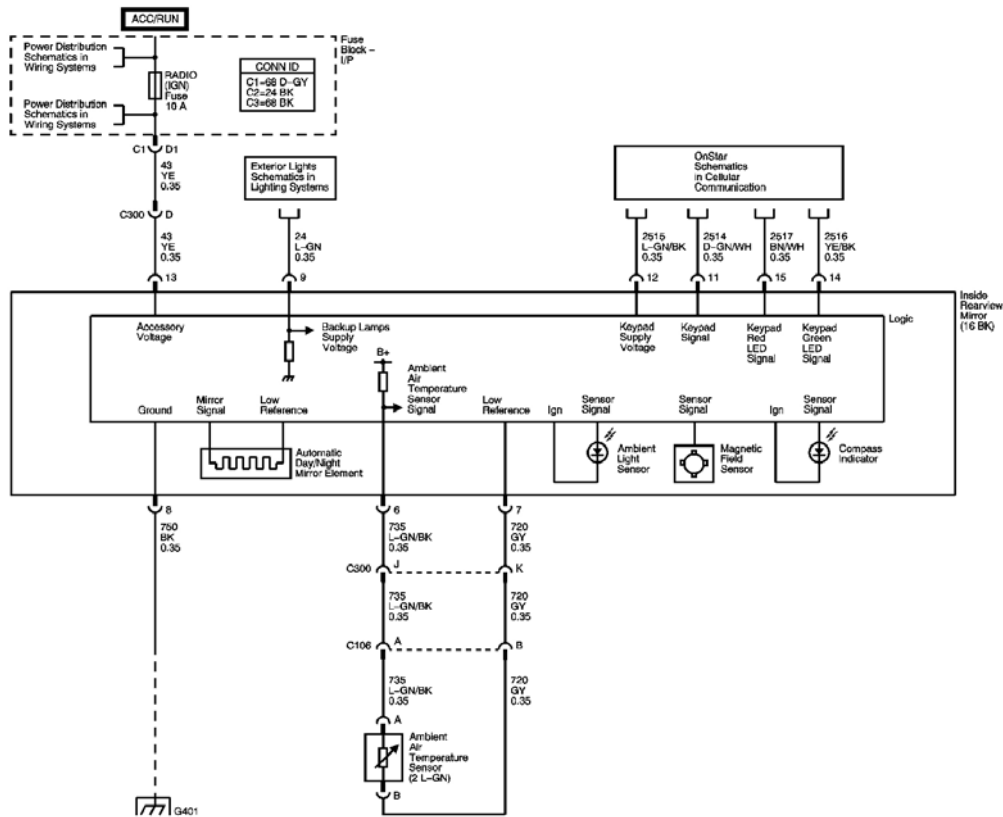 ACC/RUN
Fuse
Block –
I/P
Power Distribution
Schematics in
Wiring Systems
RADIO
(IGN)
Fuse
10 A
CONN ID
C1=68 D–GY
C2=24 BK
C3=68 BK
Power Distribution
Schematics in
Wiring Systems
C1
D1
43
YE
0.35
C300
D
43
YE
0.35
13
Exterior Lights
Schematics in
Lighting Systems
24
L–GN
0.35
9
OnStar
Schematics
in Cellular
Communication
2515
L–GN/BK
0.35
12
2514
D–GN/WH
0.35
11
2517
BN/WH
0.35
15
2516
YE/BK
0.35
14
Inside
Rearview
Mirror
(16 BK)
Logic
Accessory
Voltage
Backup Lamps
Supply
Voltage
B+
Ambient
Air
Temperature
Sensor
Signal
Keypad
Supply
Voltage
Keypad
Signal
Keypad
Red
LED
Signal
Keypad
Green
LED
Signal
Ground
Mirror
Signal
Low
Reference
Low
Reference
Ign
Sensor
Signal
Sensor
Signal
Ign
Sensor
Signal
Automatic
Day/Night
Mirror Element
Ambient
Light
Sensor
Magnetic
Field
Sensor
Compass
Indicator
8
750
BK
0.35
6
735
L–GN/BK
0.35
7
720
GY
0.35
C300
J
K
735
L–GN/BK
0.35
720
GY
0.35
C106
A
B
735
L–GN/BK
0.35
720
GY
0.35
A
Ambient
Air
Temperature
Sensor
(2 L–GN)
B
G401